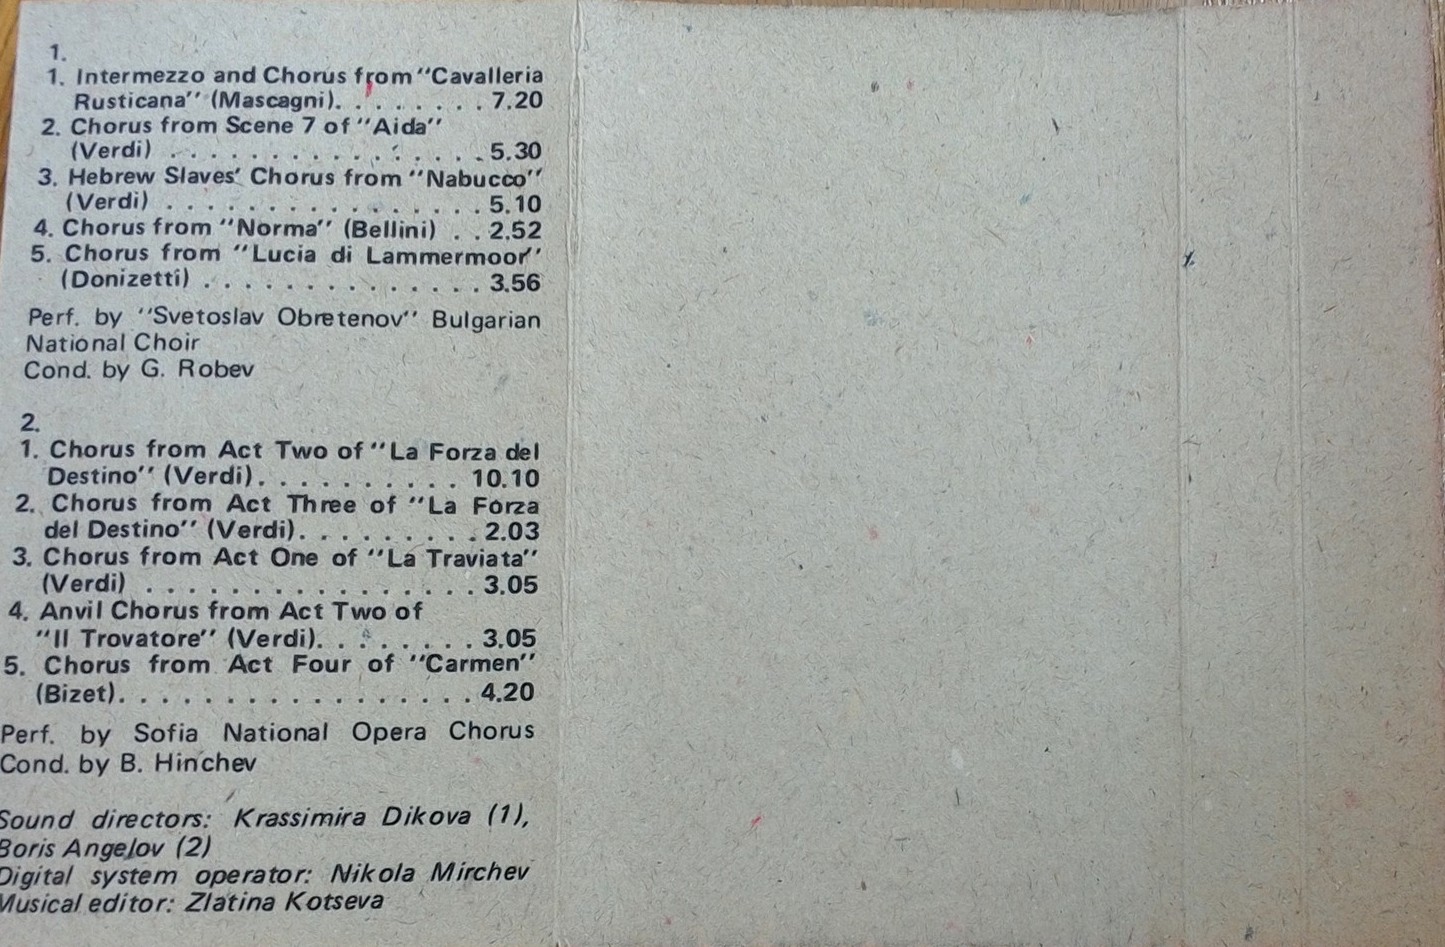 1.
1. Intermezzo and Chorus from "Cavalleria
Rusticana" (Mascagni). . . . . . . . 7.20
2. Chorus from Scene 7 of "Aida"
(Verdi) . . . . . . . . . . . . . . . . 5.30
3. Hebrew Slaves' Chorus from "Nabucco"
(Verdi) . . . . . . . . . . . . . . . . 5.10
4. Chorus from "Norma" (Bellini) . . 2.52
5. Chorus from "Lucia di Lammermoor"
(Donizetti) . . . . . . . . . . . . . . 3.56
Perf. by "Svetoslav Obretenov" Bulgarian
National Choir
Cond. by G. Robev
2.
1. Chorus from Act Two of "La Forza del
Destino" (Verdi). . . . . . . . . . 10.10
2. Chorus from Act Three of "La Forza
del Destino" (Verdi). . . . . . . . . 2.03
3. Chorus from Act One of "La Traviata"
(Verdi) . . . . . . . . . . . . . . . . 3.05
4. Anvil Chorus from Act Two of
"Il Trovatore" (Verdi). . . . . . . . 3.05
5. Chorus from Act Four of "Carmen"
(Bizet). . . . . . . . . . . . . . . . . 4.20
Perf. by Sofia National Opera Chorus
Cond. by B. Hinchev
Sound directors: Krassimira Dikova (1),
Boris Angelov (2)
Digital system operator: Nikola Mirchev
Musical editor: Zlatina Kotseva